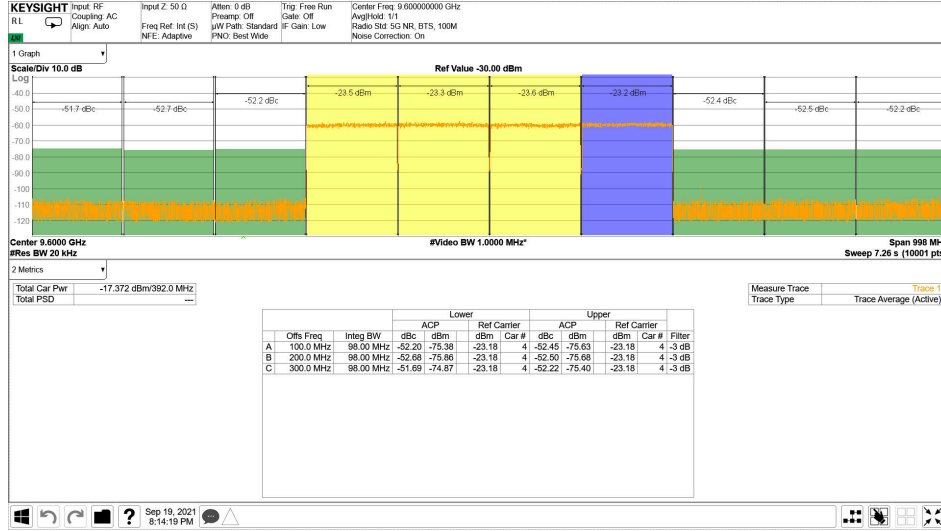 KEYSIGHT Input: RF Input Z: 50 Ω Atten: 0 dB Trig: Free Run Center Freq: 9.600000000 GHz
RL Coupling: AC Preamp: Off Gate: Off Avg|Hold: 1/1
Align: Auto Freq Ref: Int (S) µW Path: Standard IF Gain: Low Radio Std: 5G NR, BTS, 100M
NFE: Adaptive PNO: Best Wide Noise Correction: On
LXI
1 Graph
Scale/Div 10.0 dB Ref Value -30.00 dBm
Log
-40.0
-50.0
-60.0
-70.0
-80.0
-90.0
-100
-110
-120
-51.7 dBc -52.7 dBc -52.2 dBc -23.5 dBm -23.3 dBm -23.6 dBm -23.2 dBm -52.4 dBc -52.5 dBc -52.2 dBc
Center 9.6000 GHz #Video BW 1.0000 MHz* Span 998 MH
#Res BW 20 kHz Sweep 7.26 s (10001 pts
2 Metrics
Total Car Pwr -17.372 dBm/392.0 MHz Measure Trace Trace 1
Total PSD --- Trace Type Trace Average (Active)
Lower Upper
ACP Ref Carrier ACP Ref Carrier
Offs Freq Integ BW dBc dBm dBm Car # dBc dBm dBm Car # Filter
A 100.0 MHz 98.00 MHz -52.20 -75.38 -23.18 4 -52.45 -75.63 -23.18 4 -3 dB
B 200.0 MHz 98.00 MHz -52.68 -75.86 -23.18 4 -52.50 -75.68 -23.18 4 -3 dB
C 300.0 MHz 98.00 MHz -51.69 -74.87 -23.18 4 -52.22 -75.40 -23.18 4 -3 dB
? Sep 19, 2021
8:14:19 PM